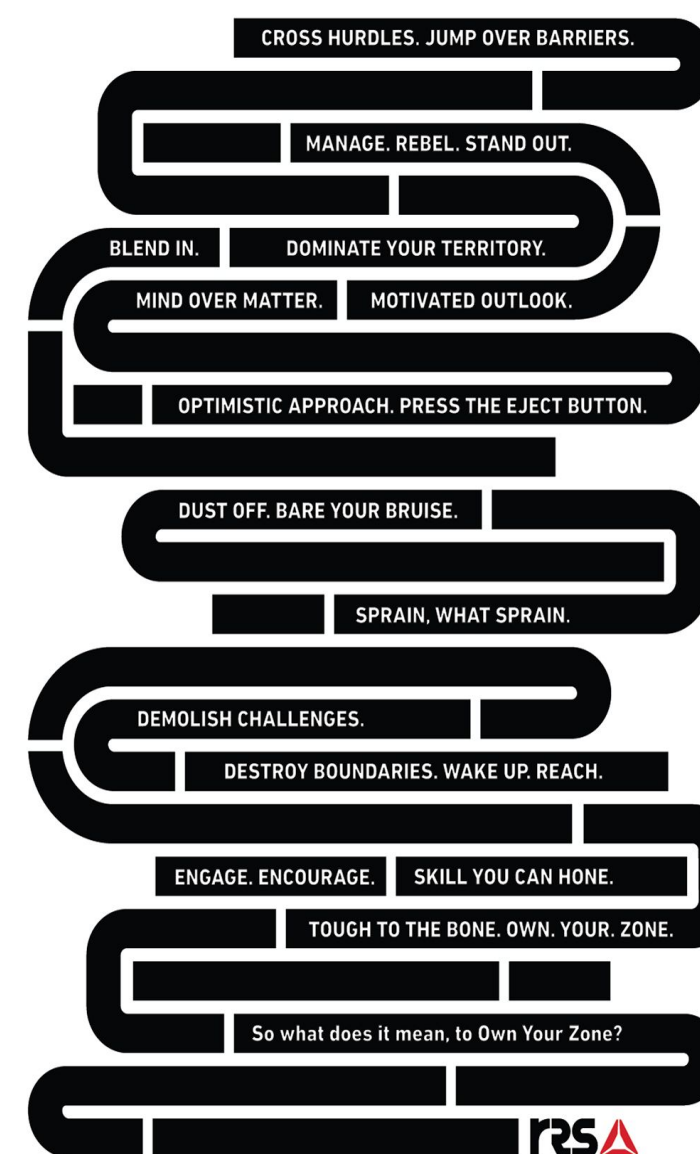 CROSS HURDLES. JUMP OVER BARRIERS.
MANAGE. REBEL. STAND OUT.
BLEND IN. DOMINATE YOUR TERRITORY.
MIND OVER MATTER. MOTIVATED OUTLOOK.
OPTIMISTIC APPROACH. PRESS THE EJECT BUTTON.
DUST OFF. BARE YOUR BRUISE.
SPRAIN, WHAT SPRAIN.
DEMOLISH CHALLENGES.
DESTROY BOUNDARIES. WAKE UP. REACH.
ENGAGE. ENCOURAGE. SKILL YOU CAN HONE.
TOUGH TO THE BONE. OWN. YOUR. ZONE.
So what does it mean, to Own Your Zone?
rrs